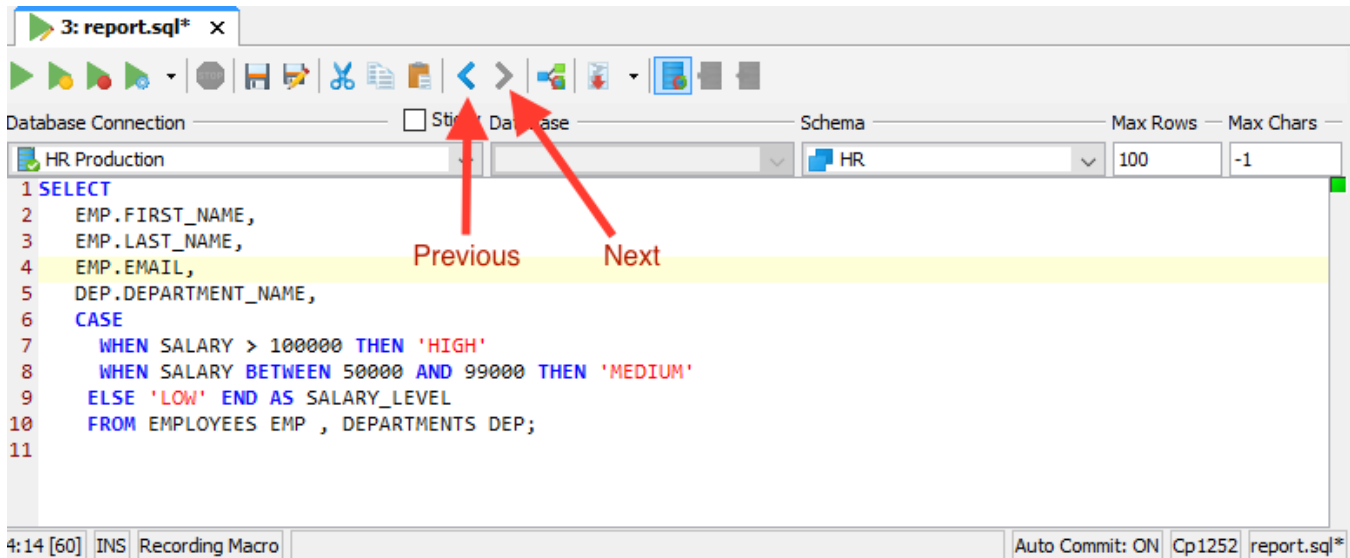 3: report.sql* x
STOP
Database Connection Sticky Database Schema Max Rows Max Chars
HR Production HR 100 -1
1 SELECT
2 EMP.FIRST_NAME,
3 EMP.LAST_NAME,
Previous Next
4 EMP.EMAIL,
5 DEP.DEPARTMENT_NAME,
6 CASE
7 WHEN SALARY > 100000 THEN 'HIGH'
8 WHEN SALARY BETWEEN 50000 AND 99000 THEN 'MEDIUM'
9 ELSE 'LOW' END AS SALARY_LEVEL
10 FROM EMPLOYEES EMP , DEPARTMENTS DEP;
11
4:14 [60] INS Recording Macro Auto Commit: ON Cp1252 report.sql*